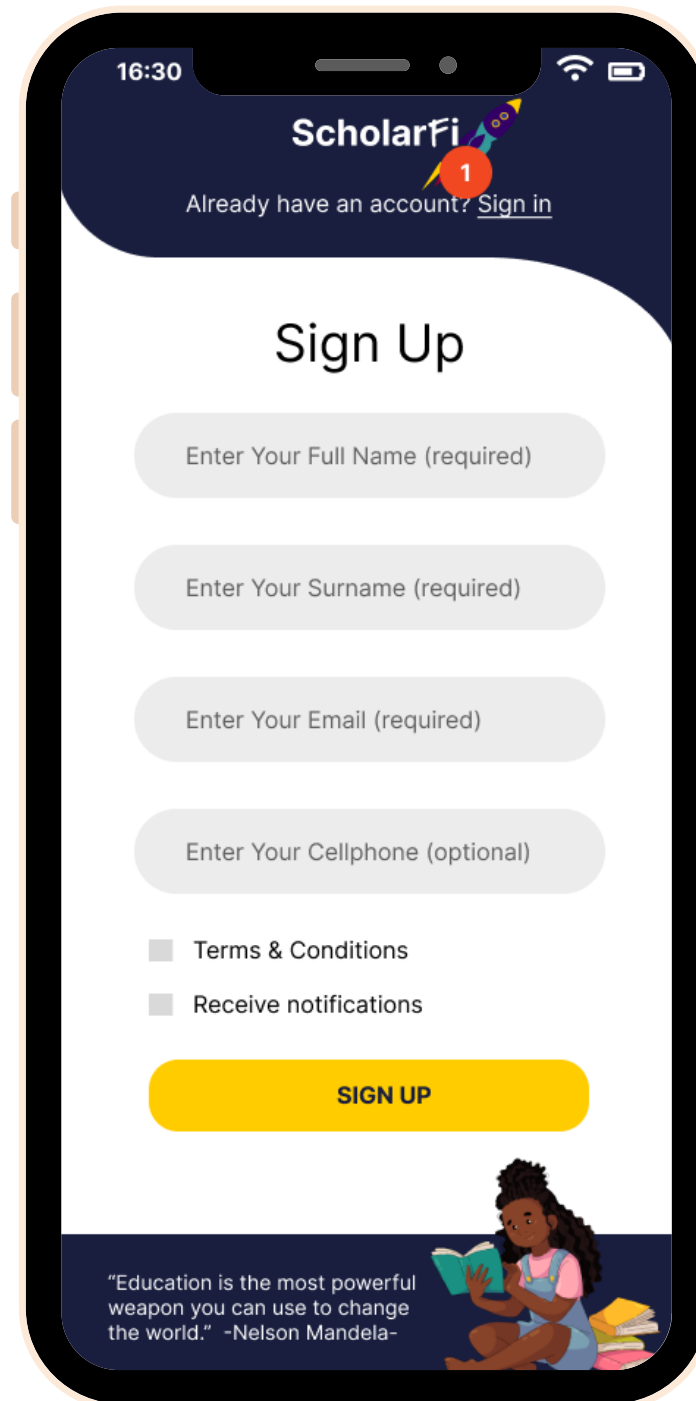 16:30
ScholarFi
1
Already have an account? Sign in
Sign Up
Enter Your Full Name (required)
Enter Your Surname (required)
Enter Your Email (required)
Enter Your Cellphone (optional)
Terms & Conditions
Receive notifications
SIGN UP
“Education is the most powerful
weapon you can use to change
the world.” -Nelson Mandela-